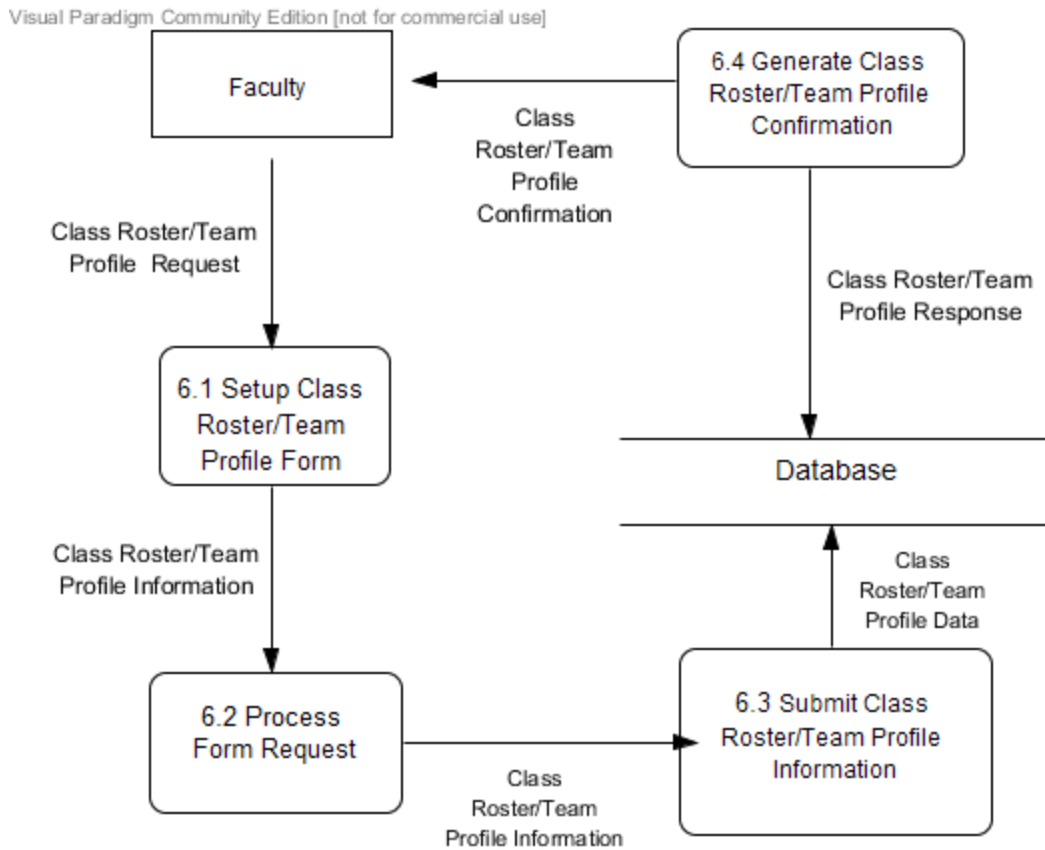 Visual Paradigm Community Edition [not for commercial use]
Faculty
6.4 Generate Class
Roster/Team Profile
Confirmation
Class
Roster/Team
Profile
Confirmation
Class Roster/Team
Profile Request
Class Roster/Team
Profile Response
6.1 Setup Class
Roster/Team
Profile Form
Database
Class Roster/Team
Profile Information
Class
Roster/Team
Profile Data
6.2 Process
Form Request
6.3 Submit Class
Roster/Team Profile
Information
Class
Roster/Team
Profile Information